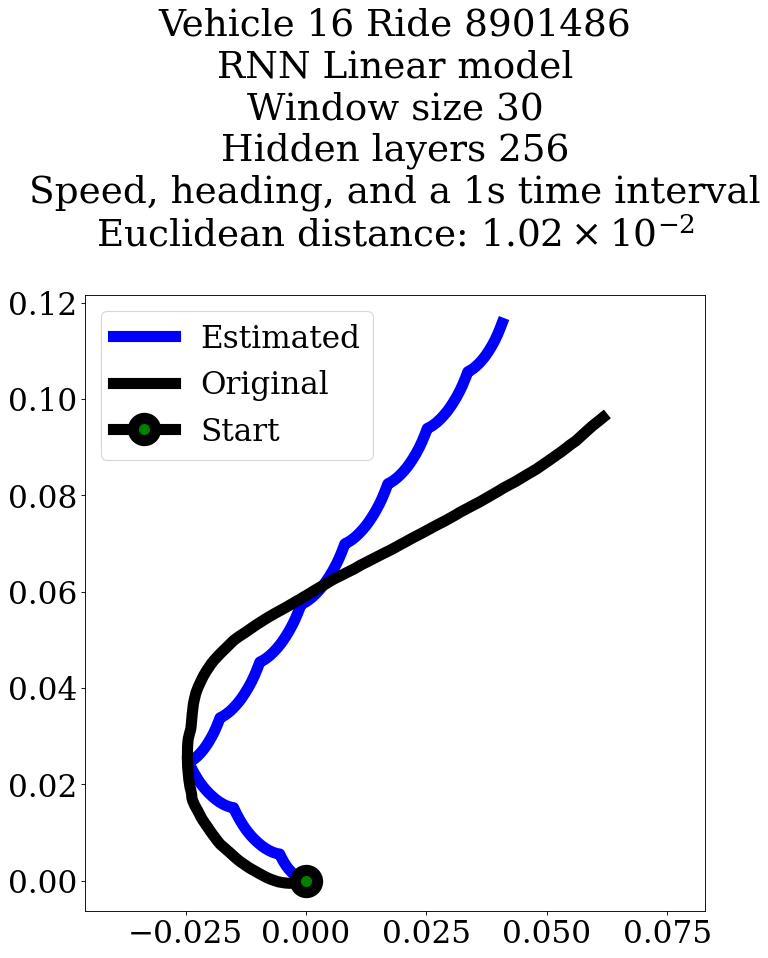 Vehicle 16 Ride 8901486
RNN Linear model
Window size 30
Hidden layers 256
Speed, heading, and a 1s time interval
Euclidean distance: 1.02 × 10⁻²
Estimated
Original
Start
0.12
0.10
0.08
0.06
0.04
0.02
0.00
−0.025 0.000 0.025 0.050 0.075